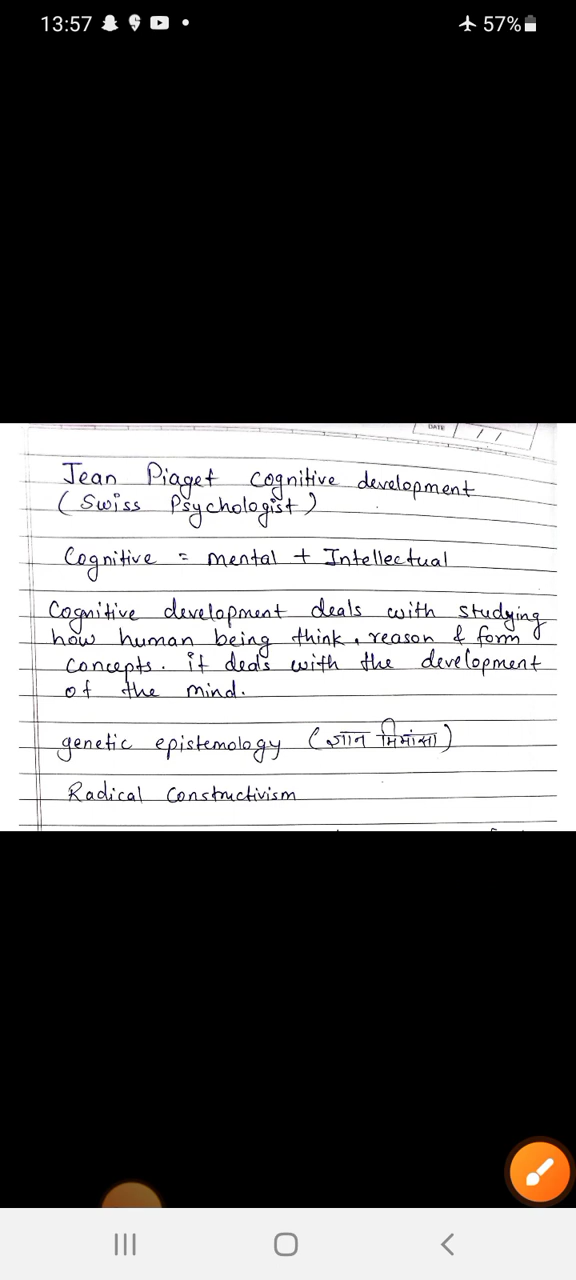 13:57
57%
DATE / /
Jean Piaget cognitive development
(Swiss Psychologist)
Cognitive = mental + Intellectual
Cognitive development deals with studying
how human being think, reason & form
concepts. it deals with the development
of the mind.
genetic epistemology (ज्ञान मिमांसा)
Radical Constructivism